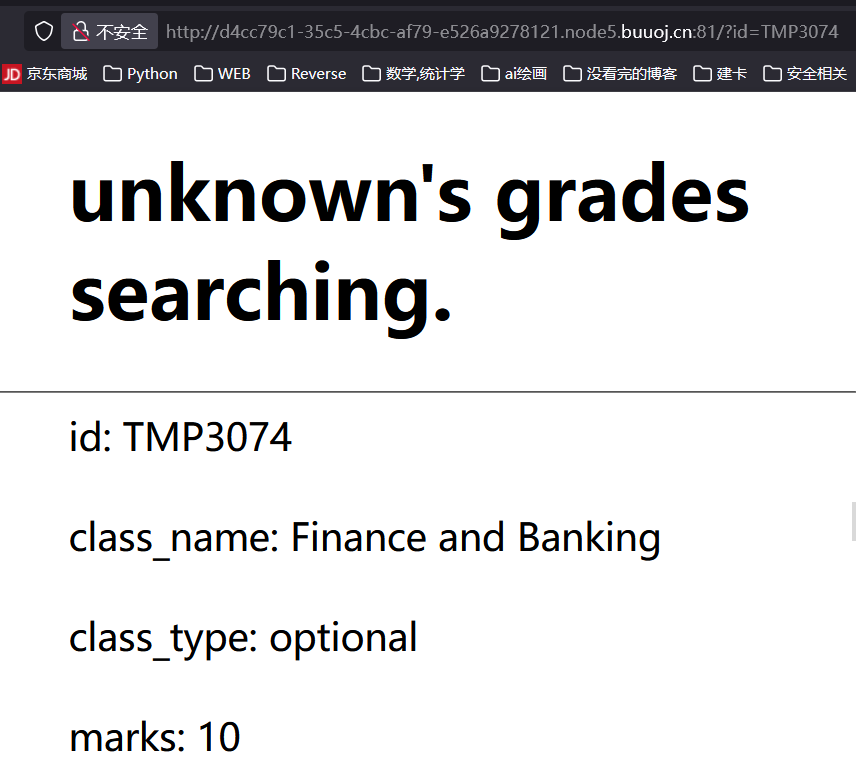 不安全 http://d4cc79c1-35c5-4cbc-af79-e526a9278121.node5.buuoj.cn:81/?id=TMP3074
JD 京东商城 Python WEB Reverse 数学,统计学 ai绘画 没看完的博客 建卡 安全相关
unknown's grades
searching.
id: TMP3074
class_name: Finance and Banking
class_type: optional
marks: 10